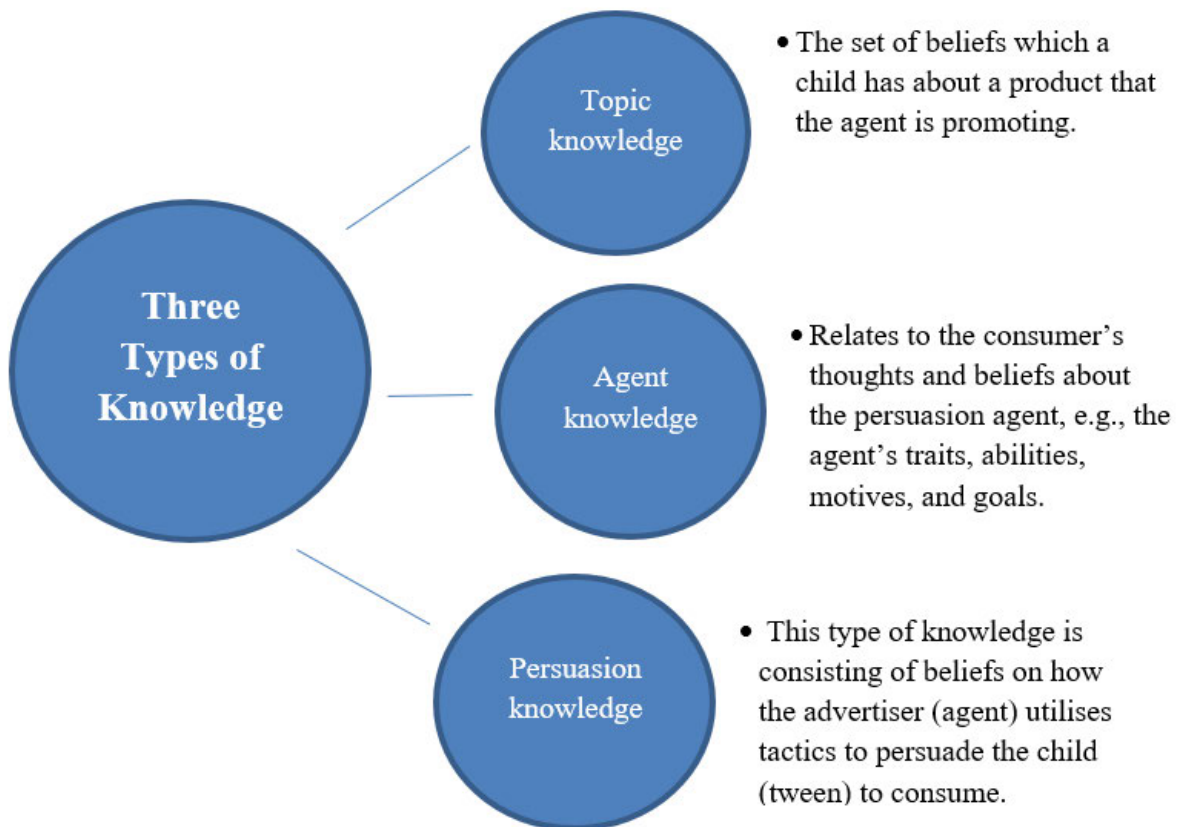 Three
Types of
Knowledge
Topic
knowledge
• The set of beliefs which a
child has about a product that
the agent is promoting.
Agent
knowledge
• Relates to the consumer’s
thoughts and beliefs about
the persuasion agent, e.g., the
agent’s traits, abilities,
motives, and goals.
Persuasion
knowledge
• This type of knowledge is
consisting of beliefs on how
the advertiser (agent) utilises
tactics to persuade the child
(tween) to consume.